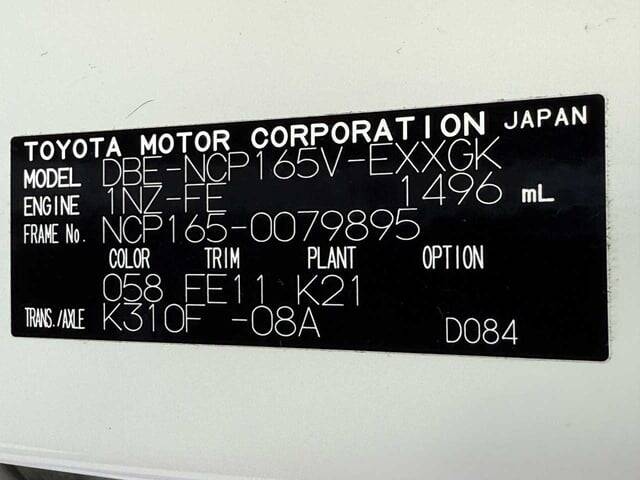 TOYOTA MOTOR CORPORATION JAPAN
MODEL DBE-NCP165V-EXXGK
ENGINE 1NZ-FE 1496 mL
FRAME No. NCP165-0079895
COLOR TRIM PLANT OPTION
058 FE11 K21
TRANS./AXLE K310F -08A
D084